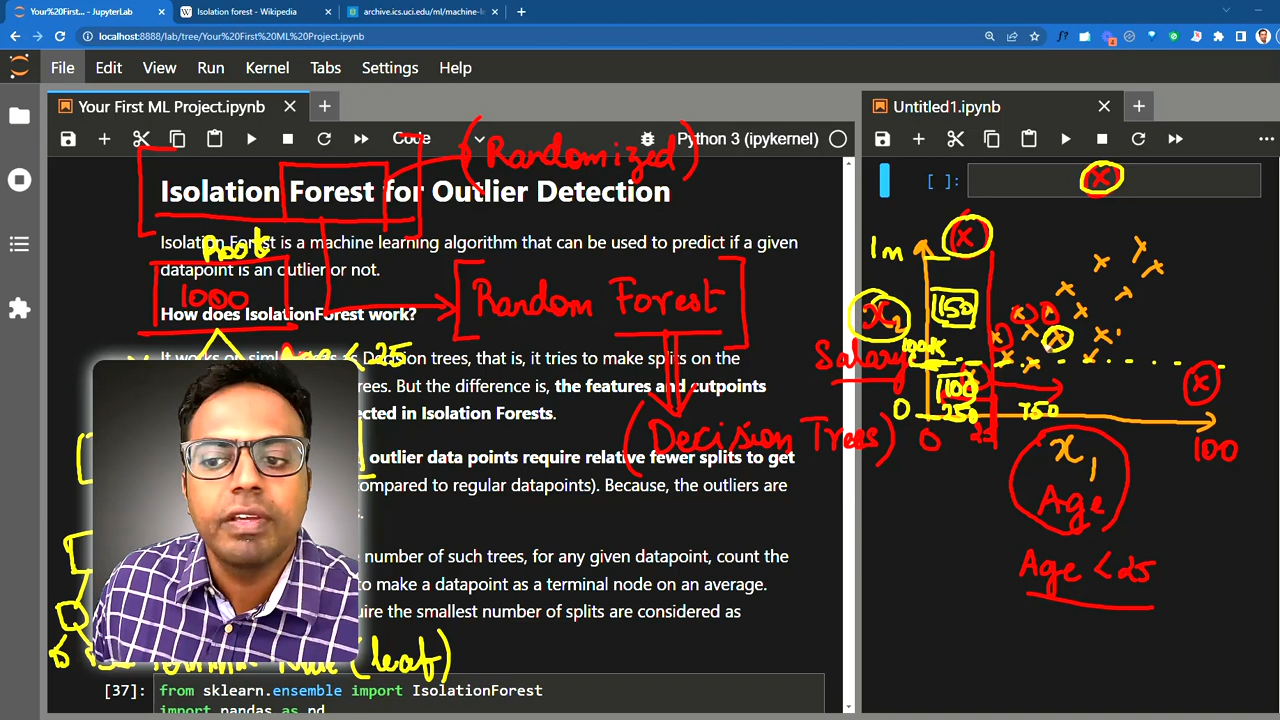 Your%20First... - JupyterLab
Isolation forest - Wikipedia
archive.ics.uci.edu/ml/machine-l
localhost:8888/lab/tree/Your%20First%20ML%20Project.ipynb
File Edit View Run Kernel Tabs Settings Help
Your First ML Project.ipynb
Code
Python 3 (ipykernel)
(Randomized)
Isolation Forest for Outlier Detection
Isolation Forest is a machine learning algorithm that can be used to predict if a given
datapoint is an outlier or not.
Root
1000
Random Forest
How does IsolationForest work?
Age < 25
It works on similar as Decision trees, that is, it tries to make splits on the
rees. But the difference is, the features and cutpoints
ected in Isolation Forests.
(Decision Trees)
outlier data points require relative fewer splits to get
compared to regular datapoints). Because, the outliers are
number of such trees, for any given datapoint, count the
to make a datapoint as a terminal node on an average.
uire the smallest number of splits are considered as
Node (leaf)
[37]: from sklearn.ensemble import IsolationForest
import pandas as pd
Untitled1.ipynb
[ ]:
x
x
1m
150
x2
Salary
100
0
250
750
0
25
100
x
x1
Age
Age < 25